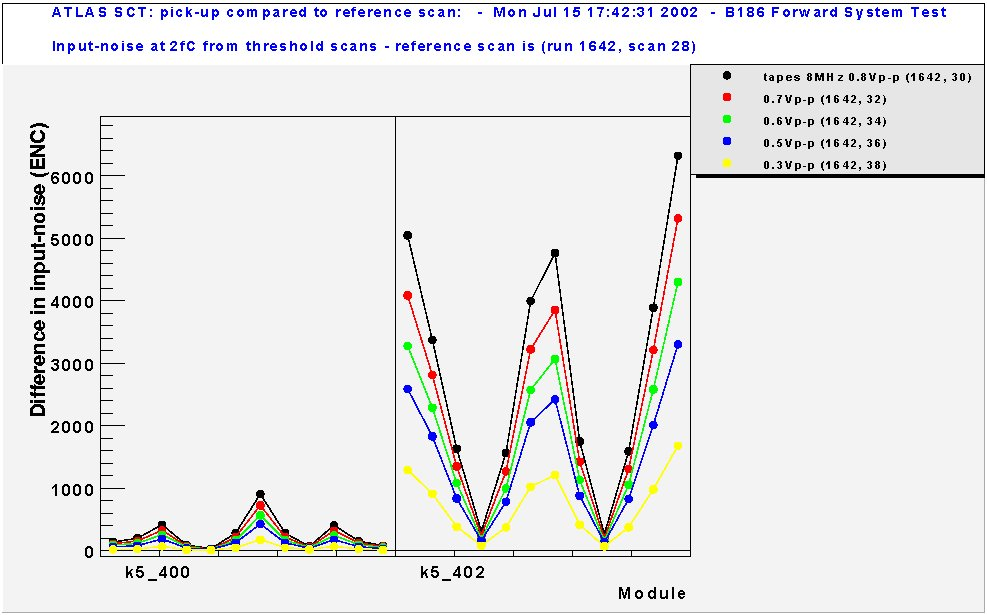 ATLAS SCT: pick-up compared to reference scan:   - Mon Jul 15 17:42:31 2002  - B186 Forward System Test
Input-noise at 2fC from threshold scans - reference scan is (run 1642, scan 28)
tapes 8MHz 0.8Vp-p (1642, 30)
0.7Vp-p (1642, 32)
0.6Vp-p (1642, 34)
0.5Vp-p (1642, 36)
0.3Vp-p (1642, 38)
Difference in input-noise (ENC)
6000
5000
4000
3000
2000
1000
0
k5_400
k5_402
Module